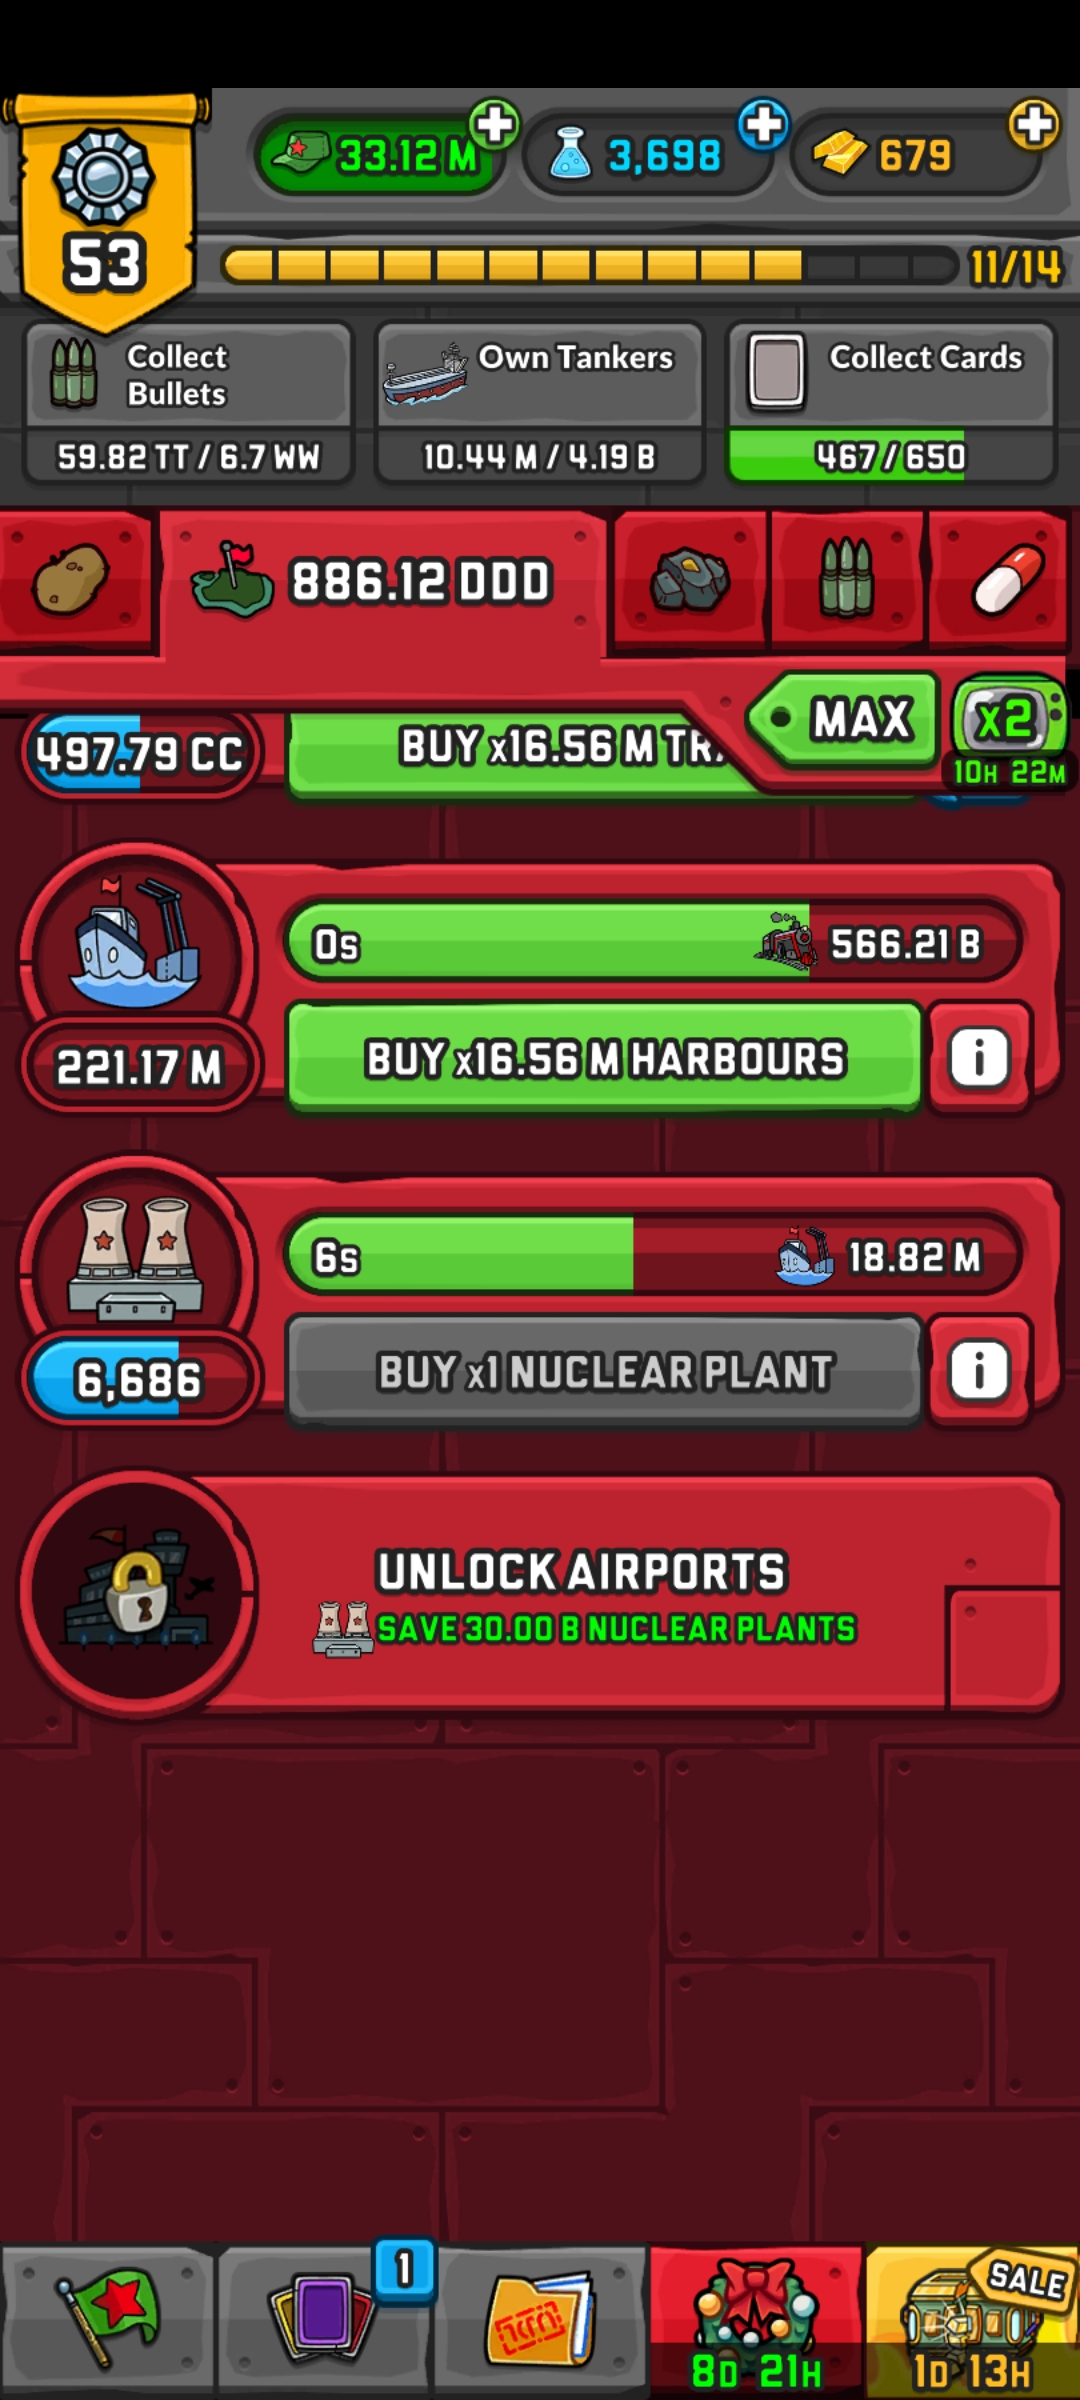 33.12 M
3,698
679
53
11/14
Collect Bullets
59.82 TT / 6.7 WW
Own Tankers
10.44 M / 4.19 B
Collect Cards
467 / 650
886.12 DDD
MAX
x2
10H 22M
497.79 CC
BUY x16.56 M TR
0s
566.21 B
221.17 M
BUY x16.56 M HARBOURS
i
6s
18.82 M
6,686
BUY x1 NUCLEAR PLANT
i
UNLOCK AIRPORTS
SAVE 30.00 B NUCLEAR PLANTS
1
8D 21H
SALE
1D 13H